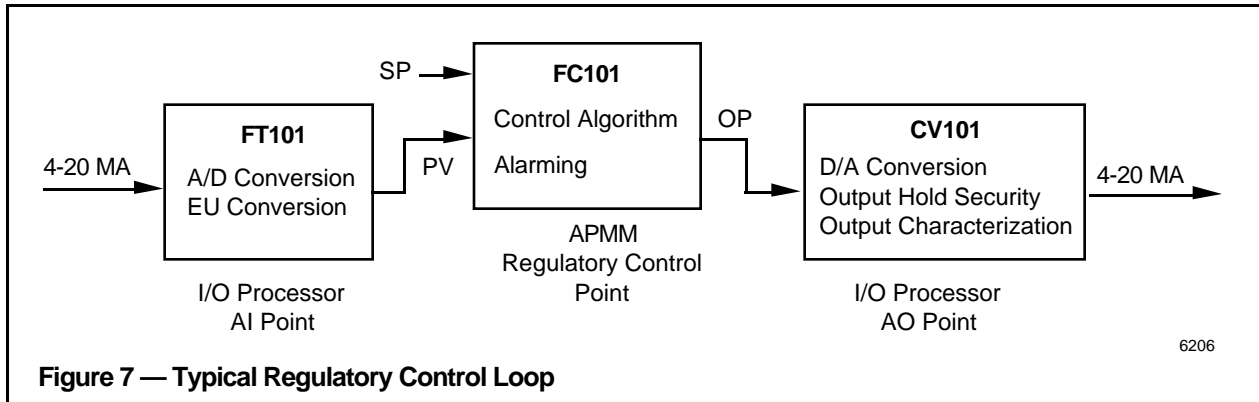 4-20 MA
FT101
A/D Conversion
EU Conversion
I/O Processor
AI Point
SP
PV
FC101
Control Algorithm
Alarming
APMM
Regulatory Control
Point
OP
CV101
D/A Conversion
Output Hold Security
Output Characterization
I/O Processor
AO Point
4-20 MA
6206
Figure 7 — Typical Regulatory Control Loop